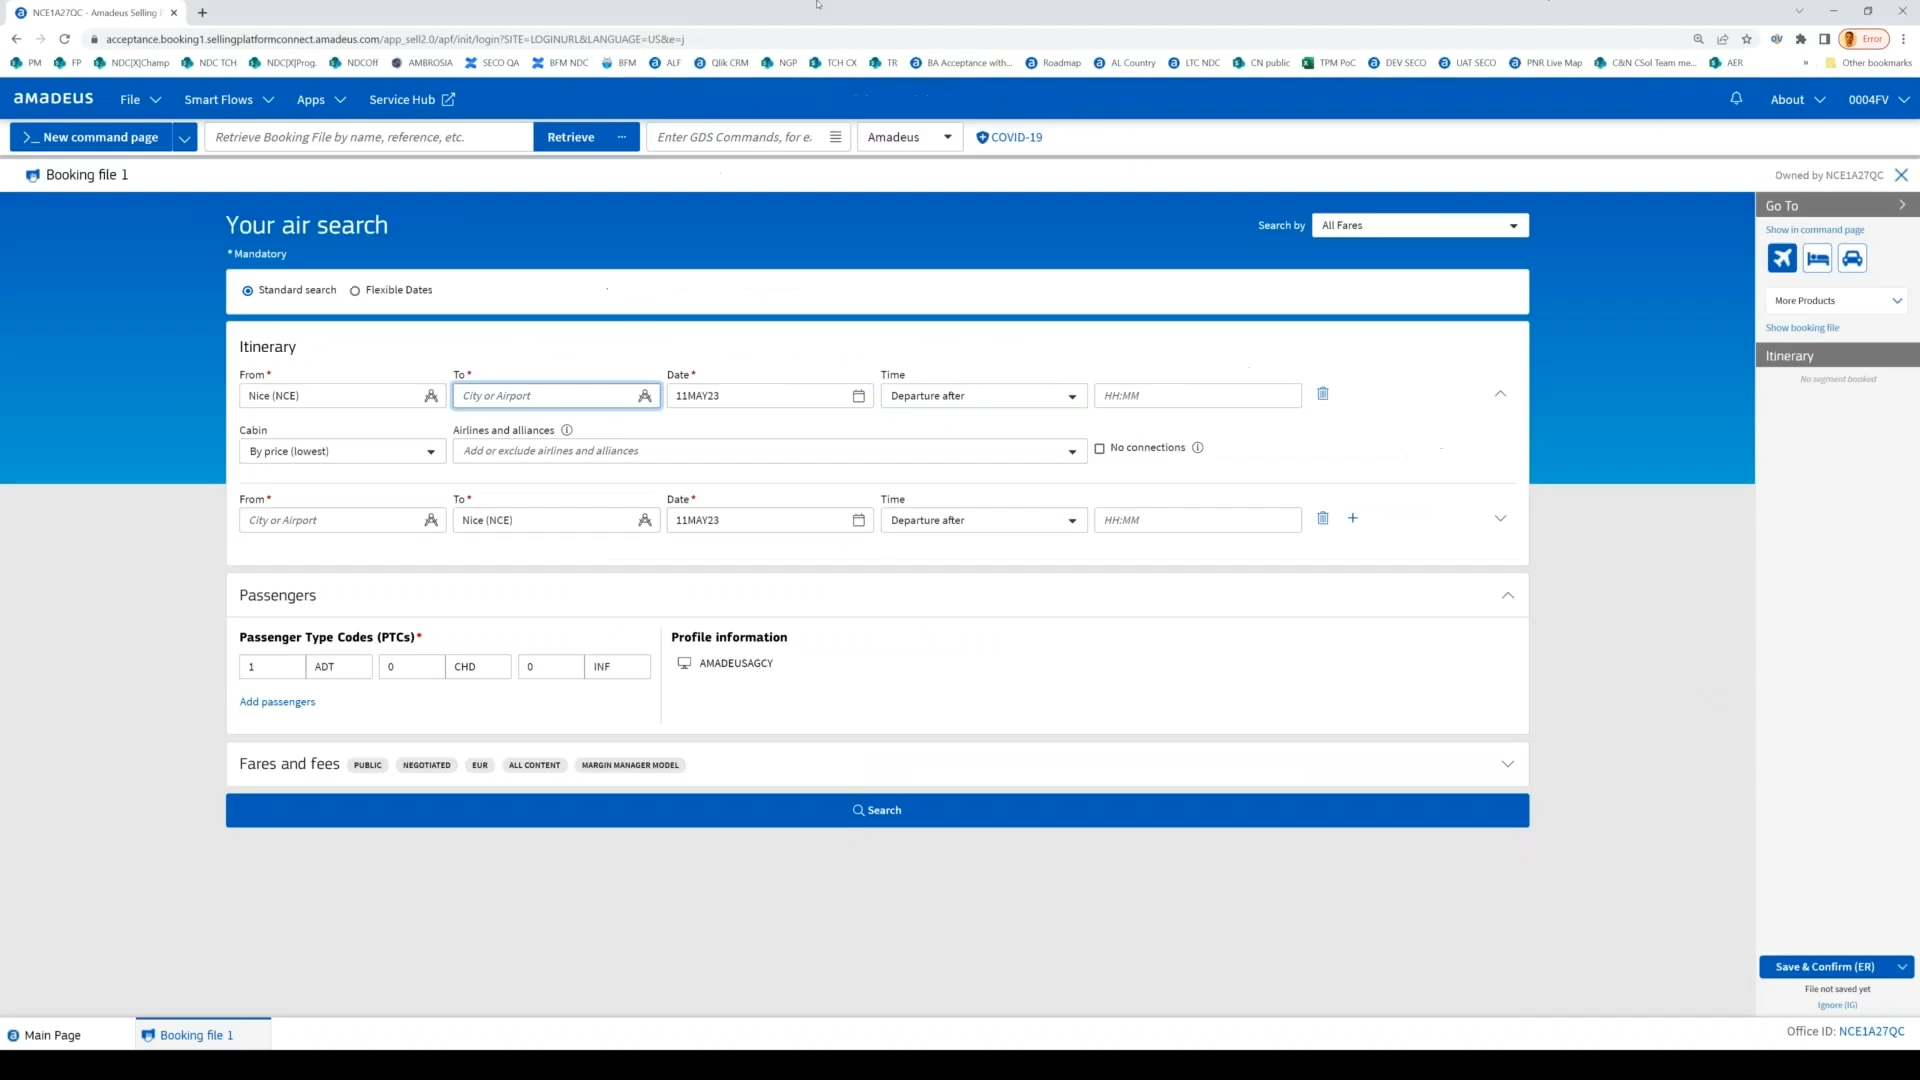 NCE1A27QC - Amadeus Selling P
acceptance.booking1.sellingplatformconnect.amadeus.com/app_sell2.0/apf/init/login?SITE=LOGINURL&LANGUAGE=US&e=j
Error
PM FP NDC[X]Champ NDC TCH NDC[X]Prog. NDCOff AMBROSIA SECO QA BFM NDC BFM ALF Qlik CRM NGP TCH CX TR BA Acceptance with... Roadmap AL Country LTC NDC CN public TPM PoC DEV SECO UAT SECO PNR Live Map C&N CSol Team me... AER » Other bookmarks
amadeus File Smart Flows Apps Service Hub About 0004FV
>_ New command page Retrieve Booking File by name, reference, etc. Retrieve ... Enter GDS Commands, for e. Amadeus COVID-19
Booking file 1 Owned by NCE1A27QC
Your air search Search by All Fares
* Mandatory
Standard search Flexible Dates
Itinerary
From * To * Date * Time
Nice (NCE) City or Airport 11MAY23 Departure after HH:MM
Cabin Airlines and alliances
By price (lowest) Add or exclude airlines and alliances No connections
From * To * Date * Time
City or Airport Nice (NCE) 11MAY23 Departure after HH:MM
Passengers
Passenger Type Codes (PTCs)* Profile information
1 ADT 0 CHD 0 INF AMADEUSAGCY
Add passengers
Fares and fees PUBLIC NEGOTIATED EUR ALL CONTENT MARGIN MANAGER MODEL
Search
Go To
Show in command page
More Products
Show booking file
Itinerary
No segment booked
Save & Confirm (ER)
File not saved yet
Ignore (IG)
Main Page Booking file 1 Office ID: NCE1A27QC